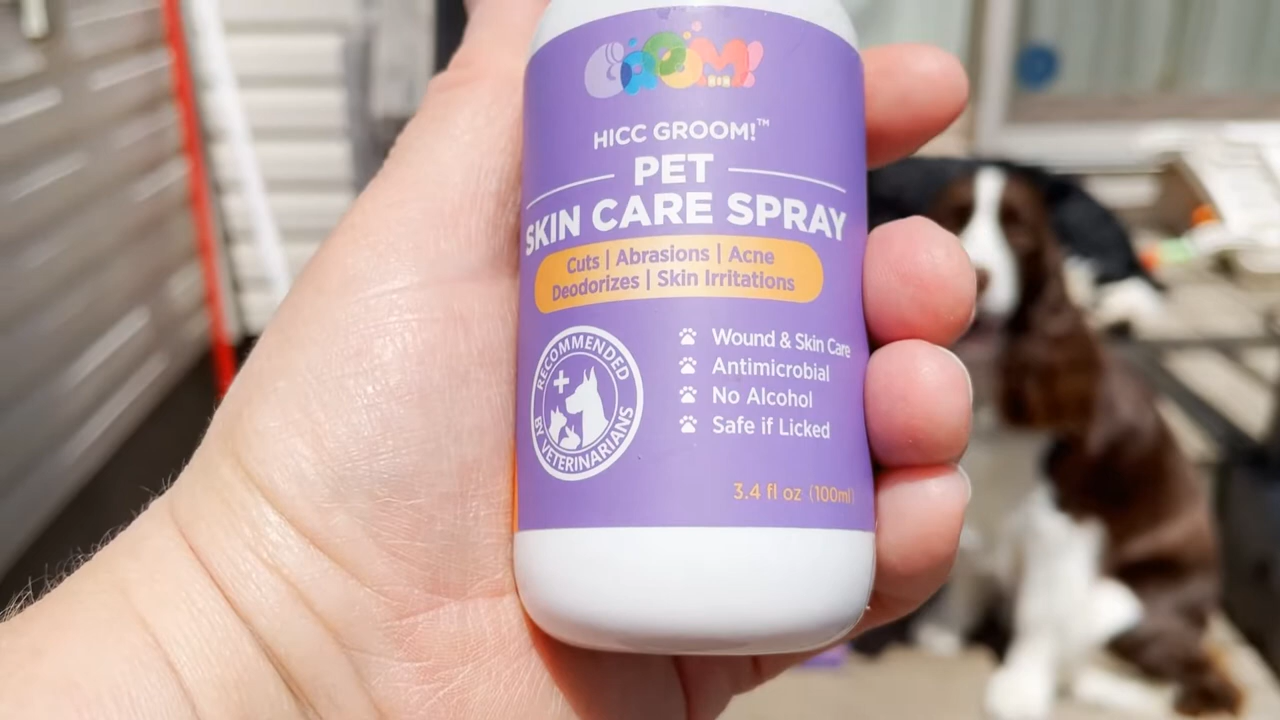 GROOM!
HICC GROOM!™
PET
SKIN CARE SPRAY
Cuts | Abrasions | Acne
Deodorizes | Skin Irritations
RECOMMENDED
BY VETERINARIANS
Wound & Skin Care
Antimicrobial
No Alcohol
Safe if Licked
3.4 fl oz (100ml)